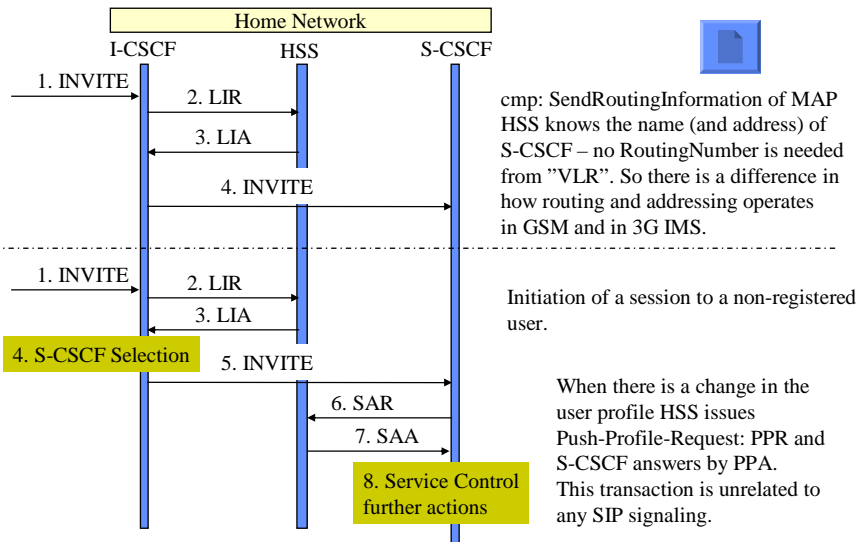 Home Network
I-CSCF
HSS
S-CSCF
1. INVITE
2. LIR
3. LIA
4. INVITE
cmp: SendRoutingInformation of MAP
HSS knows the name (and address) of
S-CSCF – no RoutingNumber is needed
from ”VLR”. So there is a difference in
how routing and addressing operates
in GSM and in 3G IMS.
1. INVITE
2. LIR
3. LIA
4. S-CSCF Selection
5. INVITE
6. SAR
7. SAA
8. Service Control
further actions
Initiation of a session to a non-registered
user.
When there is a change in the
user profile HSS issues
Push-Profile-Request: PPR and
S-CSCF answers by PPA.
This transaction is unrelated to
any SIP signaling.